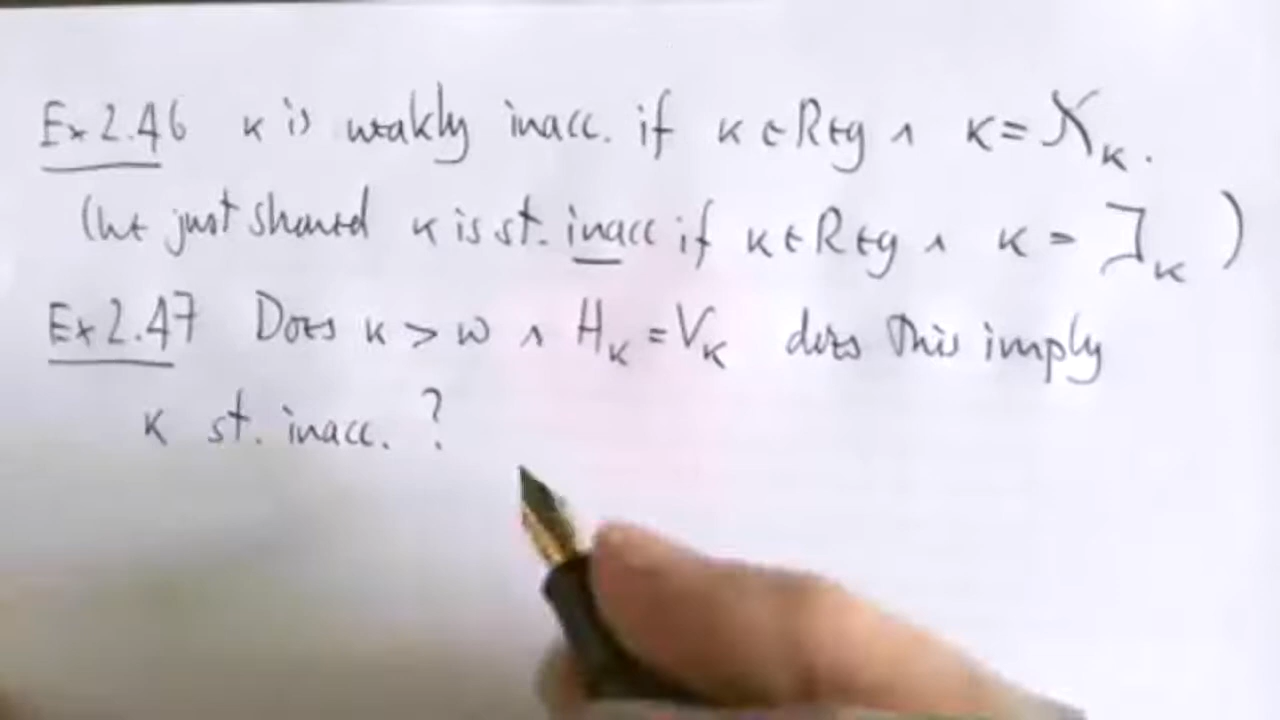 Ex 2.46 κ is weakly inacc. if κ ∈ Reg ∧ κ = ℵ_κ.
(We just showed κ is st. inacc if κ ∈ Reg ∧ κ = ℶ_κ)
Ex 2.47 Does κ > ω ∧ H_κ = V_κ does this imply
κ st. inacc. ?